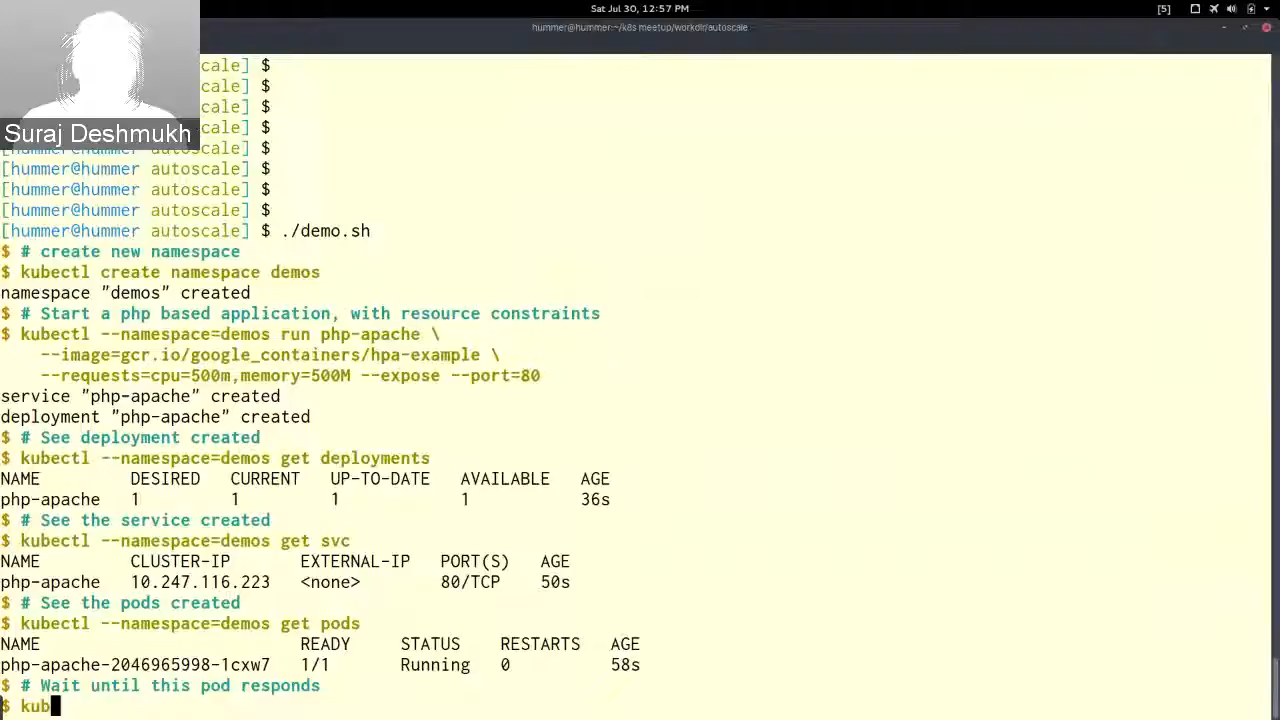 Sat Jul 30, 12:57 PM
[5]
hummer@hummer:~/k8s meetup/workdir/autoscale
Suraj Deshmukh
cale] $
cale] $
cale] $
cale] $
[hummer@hummer autoscale] $
[hummer@hummer autoscale] $
[hummer@hummer autoscale] $
[hummer@hummer autoscale] $
[hummer@hummer autoscale] $ ./demo.sh
$ # create new namespace
$ kubectl create namespace demos
namespace "demos" created
$ # Start a php based application, with resource constraints
$ kubectl --namespace=demos run php-apache \
    --image=gcr.io/google_containers/hpa-example \
    --requests=cpu=500m,memory=500M --expose --port=80
service "php-apache" created
deployment "php-apache" created
$ # See deployment created
$ kubectl --namespace=demos get deployments
NAME         DESIRED   CURRENT   UP-TO-DATE   AVAILABLE   AGE
php-apache   1         1         1            1           36s
$ # See the service created
$ kubectl --namespace=demos get svc
NAME         CLUSTER-IP       EXTERNAL-IP   PORT(S)   AGE
php-apache   10.247.116.223   <none>        80/TCP    50s
$ # See the pods created
$ kubectl --namespace=demos get pods
NAME                          READY   STATUS    RESTARTS   AGE
php-apache-2046965998-1cxw7   1/1     Running   0          58s
$ # Wait until this pod responds
$ kub